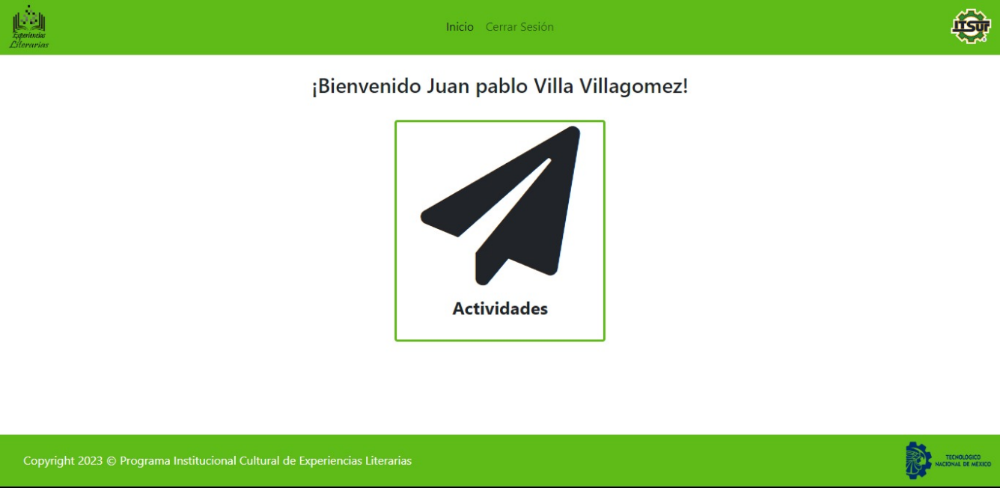 Experiencias
Literarias
Inicio Cerrar Sesión
ITSUR
¡Bienvenido Juan pablo Villa Villagomez!
Actividades
Copyright 2023 © Programa Institucional Cultural de Experiencias Literarias
TECNOLÓGICO
NACIONAL DE MÉXICO